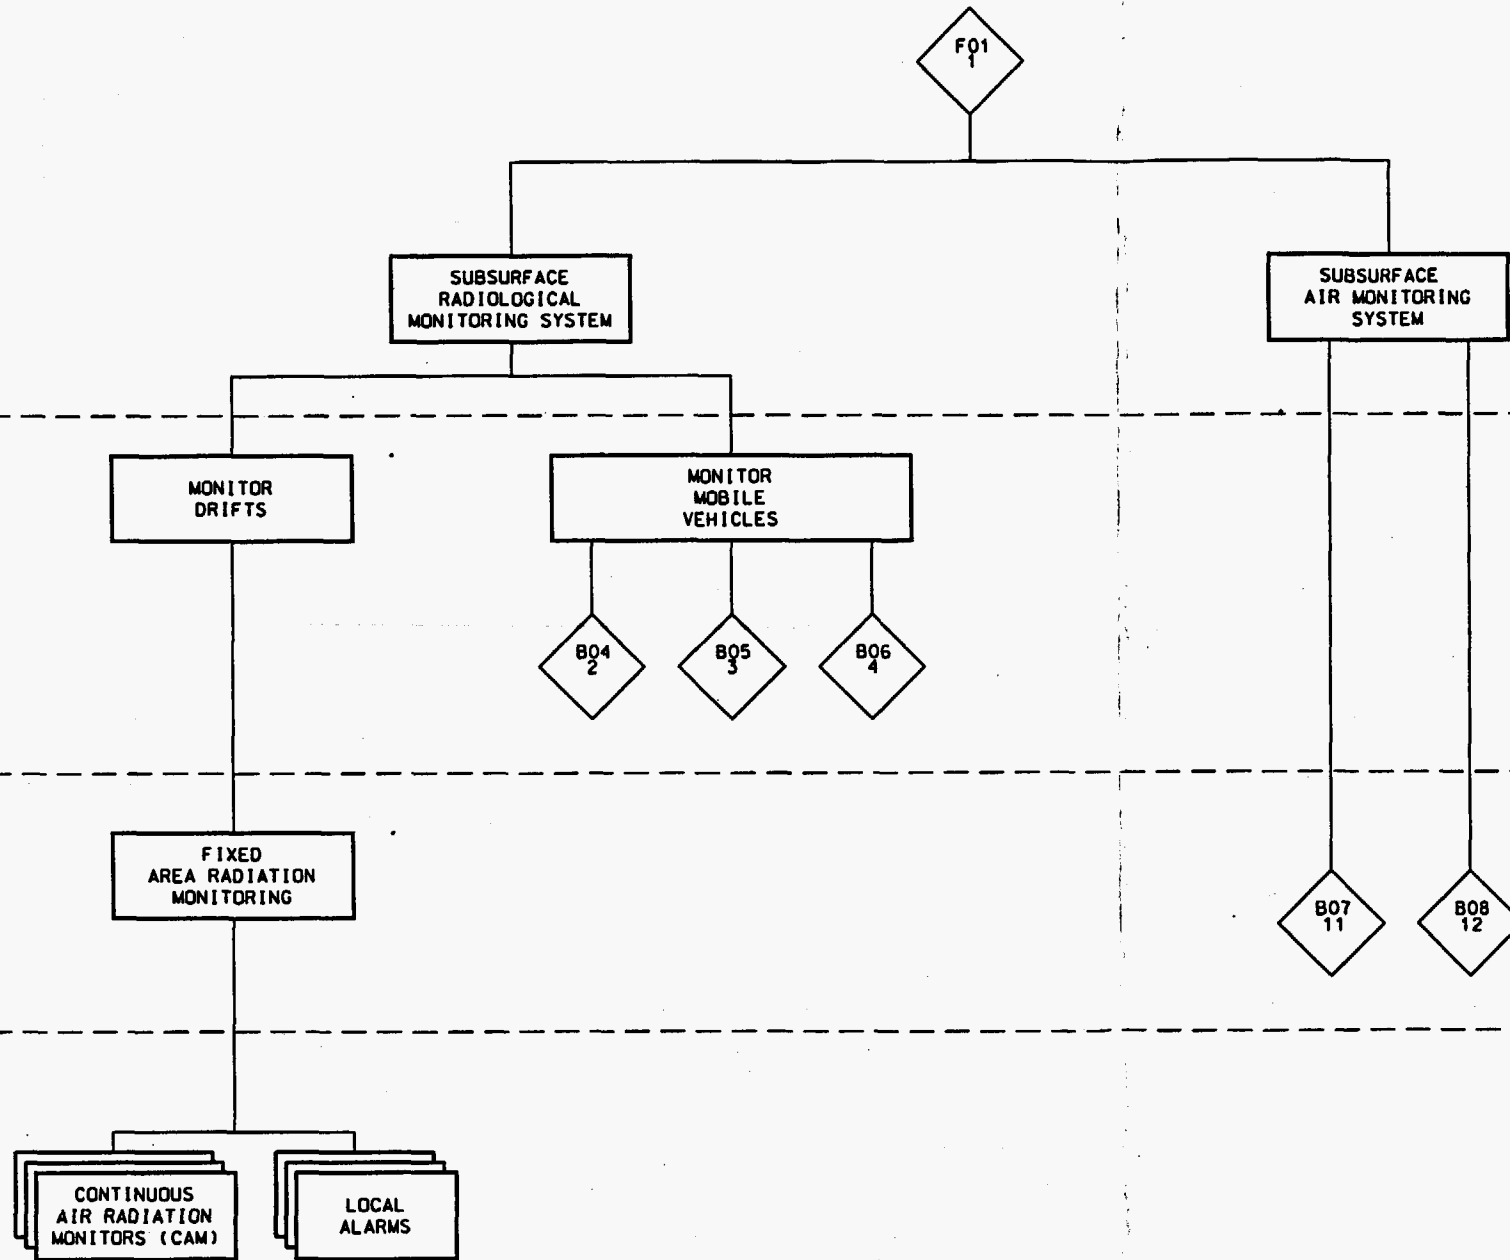 F01
1
SUBSURFACE
RADIOLOGICAL
MONITORING SYSTEM
SUBSURFACE
AIR MONITORING
SYSTEM
MONITOR
DRIFTS
MONITOR
MOBILE
VEHICLES
B04
2
B05
3
B06
4
FIXED
AREA RADIATION
MONITORING
B07
11
B08
12
CONTINUOUS
AIR RADIATION
MONITORS (CAM)
LOCAL
ALARMS